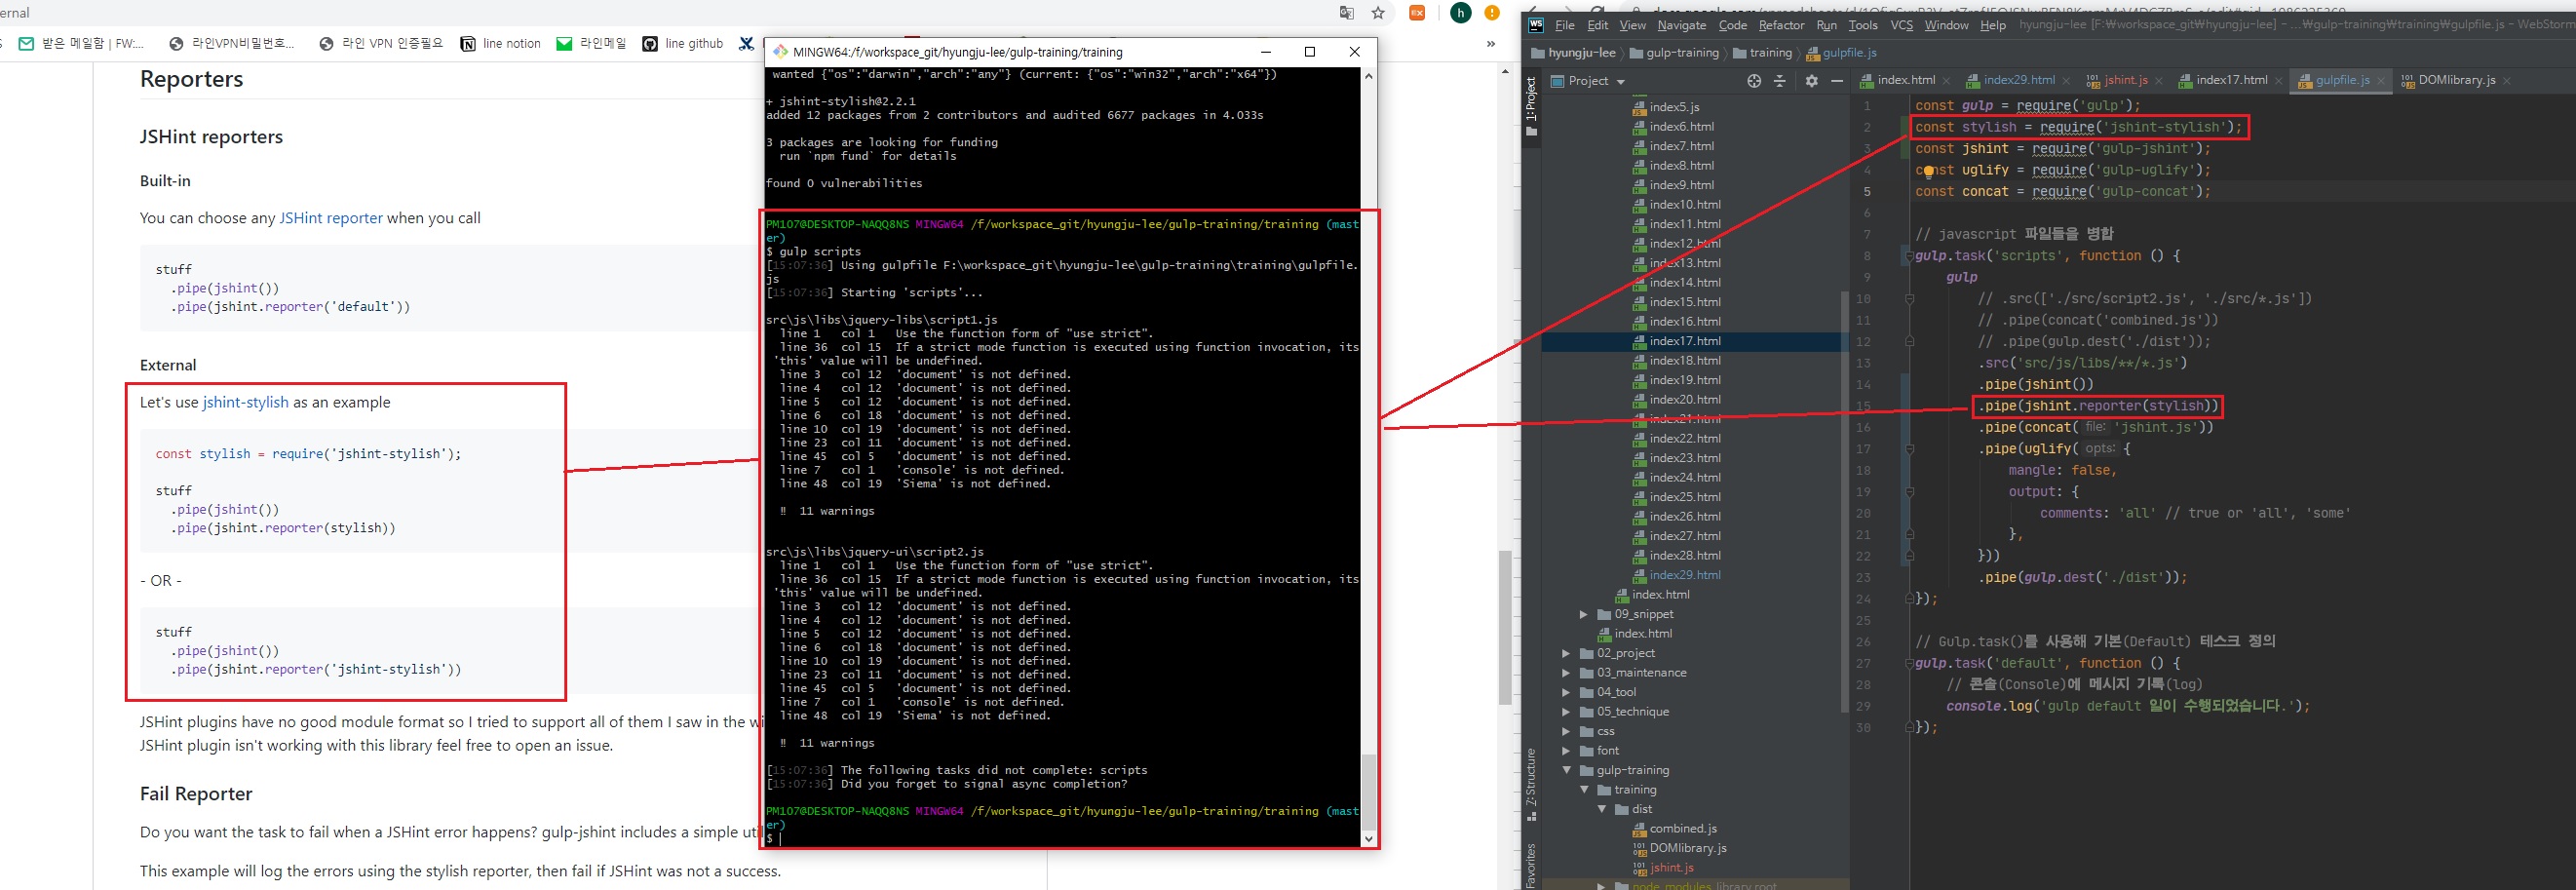 ernal
받은 메일함 | FW:...
라인VPN비밀번호...
라인 VPN 인증필요
line notion
라인메일
line github
»
Reporters
JSHint reporters
Built-in
You can choose any JSHint reporter when you call
stuff
.pipe(jshint())
.pipe(jshint.reporter('default'))
External
Let's use jshint-stylish as an example
const stylish = require('jshint-stylish');
stuff
.pipe(jshint())
.pipe(jshint.reporter(stylish))
- OR -
stuff
.pipe(jshint())
.pipe(jshint.reporter('jshint-stylish'))
JSHint plugins have no good module format so I tried to support all of them I saw in the wi
JSHint plugin isn't working with this library feel free to open an issue.
Fail Reporter
Do you want the task to fail when a JSHint error happens? gulp-jshint includes a simple uti
This example will log the errors using the stylish reporter, then fail if JSHint was not a success.
MINGW64:/f/workspace_git/hyungju-lee/gulp-training/training
wanted {"os":"darwin","arch":"any"} (current: {"os":"win32","arch":"x64"})
+ jshint-stylish@2.2.1
added 12 packages from 2 contributors and audited 6677 packages in 4.033s
3 packages are looking for funding
run `npm fund` for details
found 0 vulnerabilities
PM107@DESKTOP-NAQQ8NS MINGW64 /f/workspace_git/hyungju-lee/gulp-training/training (mast
er)
$ gulp scripts
[15:07:36] Using gulpfile F:\workspace_git\hyungju-lee\gulp-training\training\gulpfile.
js
[15:07:36] Starting 'scripts'...
src\js\libs\jquery-libs\script1.js
line 1 col 1 Use the function form of "use strict".
line 36 col 15 If a strict mode function is executed using function invocation, its
'this' value will be undefined.
line 3 col 12 'document' is not defined.
line 4 col 12 'document' is not defined.
line 5 col 12 'document' is not defined.
line 6 col 18 'document' is not defined.
line 10 col 19 'document' is not defined.
line 23 col 11 'document' is not defined.
line 45 col 5 'document' is not defined.
line 7 col 1 'console' is not defined.
line 48 col 19 'Siema' is not defined.
‼ 11 warnings
src\js\libs\jquery-ui\script2.js
line 1 col 1 Use the function form of "use strict".
line 36 col 15 If a strict mode function is executed using function invocation, its
'this' value will be undefined.
line 3 col 12 'document' is not defined.
line 4 col 12 'document' is not defined.
line 5 col 12 'document' is not defined.
line 6 col 18 'document' is not defined.
line 10 col 19 'document' is not defined.
line 23 col 11 'document' is not defined.
line 45 col 5 'document' is not defined.
line 7 col 1 'console' is not defined.
line 48 col 19 'Siema' is not defined.
‼ 11 warnings
[15:07:36] The following tasks did not complete: scripts
[15:07:36] Did you forget to signal async completion?
PM107@DESKTOP-NAQQ8NS MINGW64 /f/workspace_git/hyungju-lee/gulp-training/training (mast
er)
$
WS File Edit View Navigate Code Refactor Run Tools VCS Window Help hyungju-lee [F:₩workspace_git₩hyungju-lee] - ...₩gulp-training₩training₩gulpfile.js - WebStorm
hyungju-lee gulp-training training gulpfile.js
1: Project
Project
index5.js
index6.html
index7.html
index8.html
index9.html
index10.html
index11.html
index12.html
index13.html
index14.html
index15.html
index16.html
index17.html
index18.html
index19.html
index20.html
index21.html
index22.html
index23.html
index24.html
index25.html
index26.html
index27.html
index28.html
index29.html
index.html
09_snippet
index.html
02_project
03_maintenance
04_tool
05_technique
css
font
gulp-training
training
dist
combined.js
DOMlibrary.js
jshint.js
node_modules library root
7: Structure
Favorites
index.html index29.html jshint.js index17.html gulpfile.js DOMlibrary.js
1 const gulp = require('gulp');
2 const stylish = require('jshint-stylish');
3 const jshint = require('gulp-jshint');
4 const uglify = require('gulp-uglify');
5 const concat = require('gulp-concat');
6
7 // javascript 파일들을 병합
8 gulp.task('scripts', function () {
9 gulp
10 // .src(['./src/script2.js', './src/*.js'])
11 // .pipe(concat('combined.js'))
12 // .pipe(gulp.dest('./dist'));
13 .src('src/js/libs/**/*.js')
14 .pipe(jshint())
15 .pipe(jshint.reporter(stylish))
16 .pipe(concat( file: 'jshint.js'))
17 .pipe(uglify( opts: {
18 mangle: false,
19 output: {
20 comments: 'all' // true or 'all', 'some'
21 },
22 }))
23 .pipe(gulp.dest('./dist'));
24 });
25
26 // Gulp.task()를 사용해 기본(Default) 테스크 정의
27 gulp.task('default', function () {
28 // 콘솔(Console)에 메시지 기록(log)
29 console.log('gulp default 일이 수행되었습니다.');
30 });